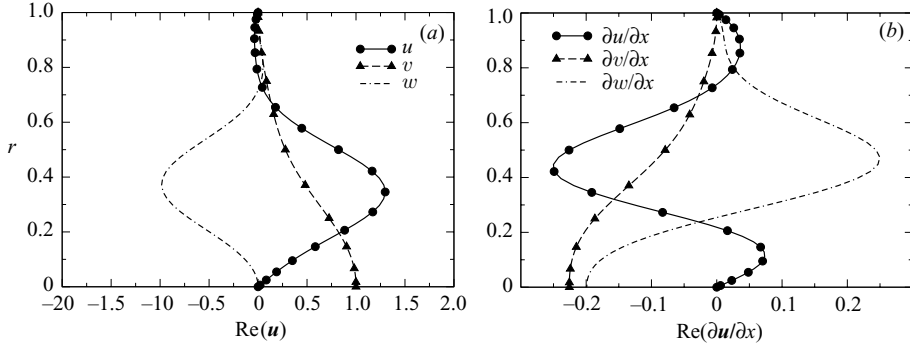 1.0
0.8
0.6
r
0.4
0.2
0
−20 −15 −1.0 −0.5 0 0.5 1.0 1.5 2.0
Re(u)
(a)
u
v
w
1.0
0.8
0.6
0.4
0.2
0
−0.2 −0.1 0 0.1 0.2
Re(∂u/∂x)
(b)
∂u/∂x
∂v/∂x
∂w/∂x